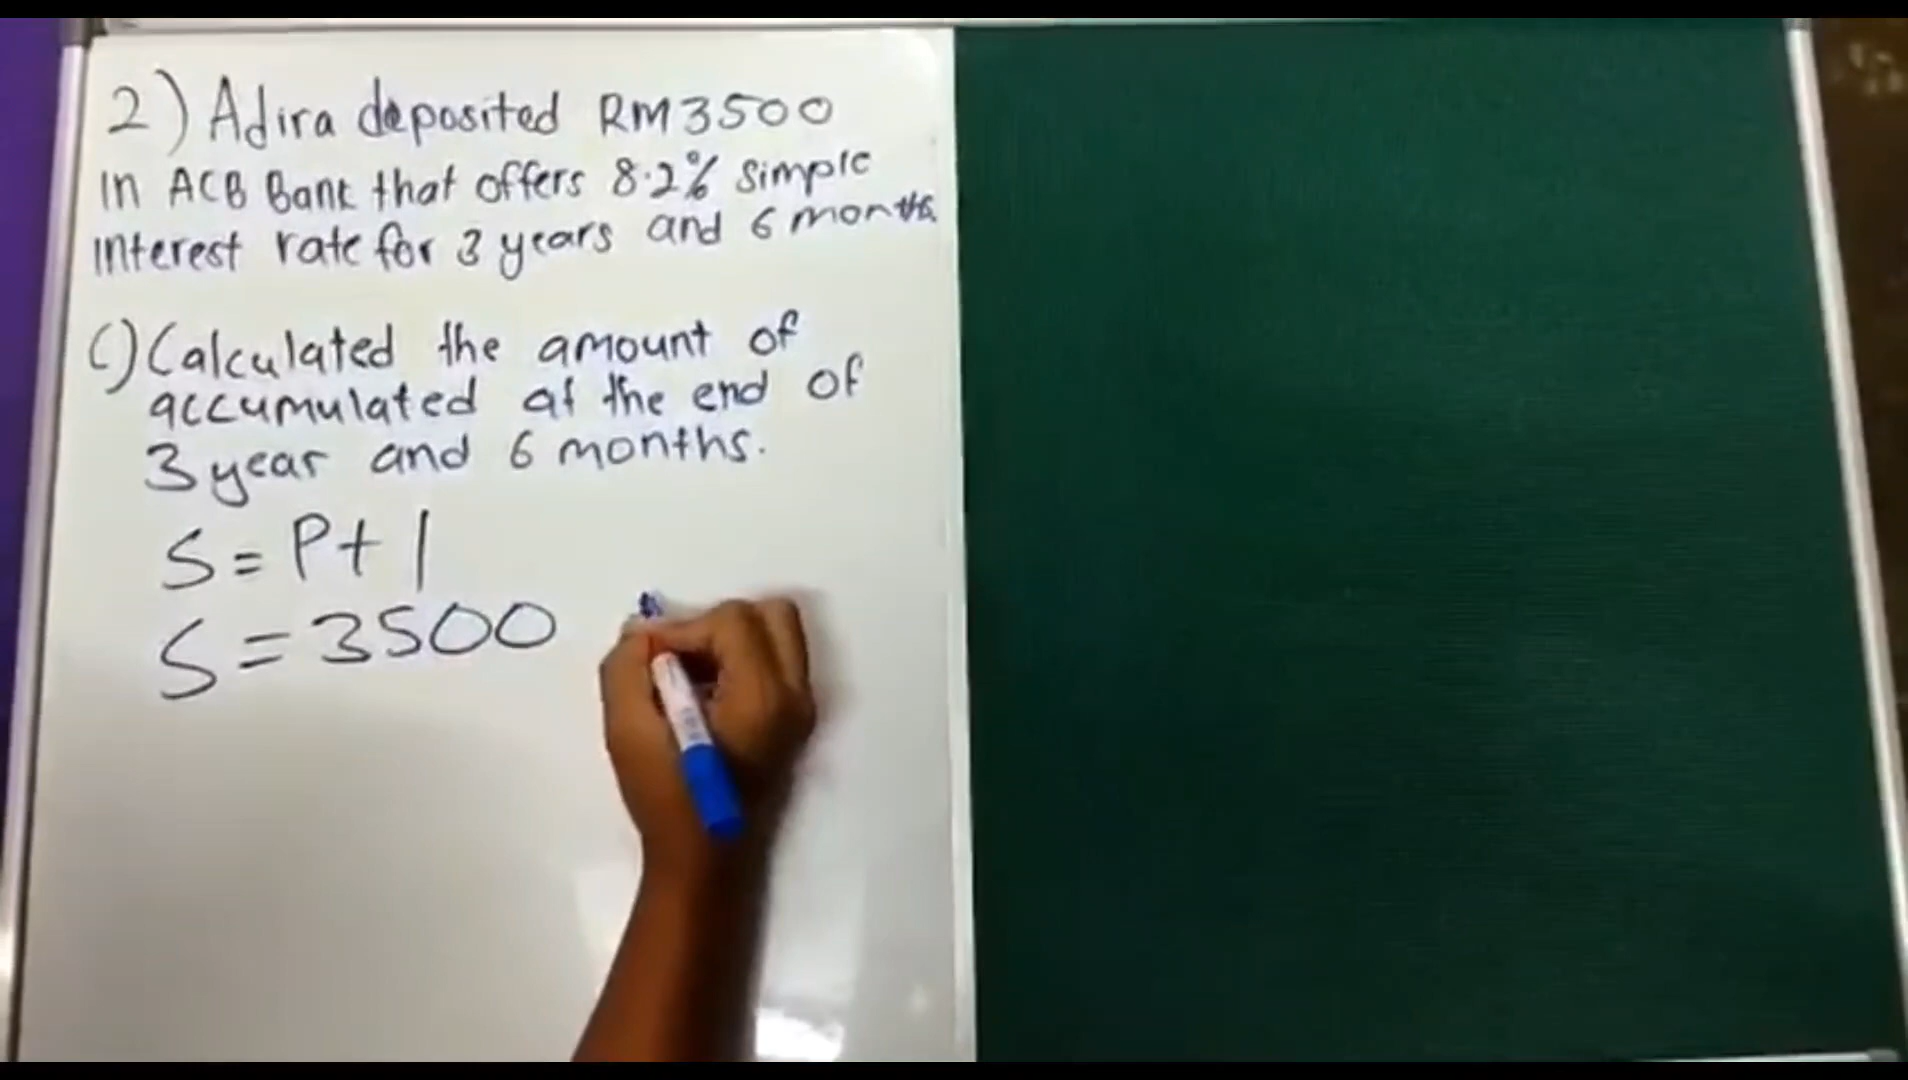 2) Adira deposited RM3500
in ACB Bank that offers 8.2% simple
interest rate for 3 years and 6 months.
C) Calculated the amount of
accumulated at the end of
3 year and 6 months.
S = P + I
S = 3500